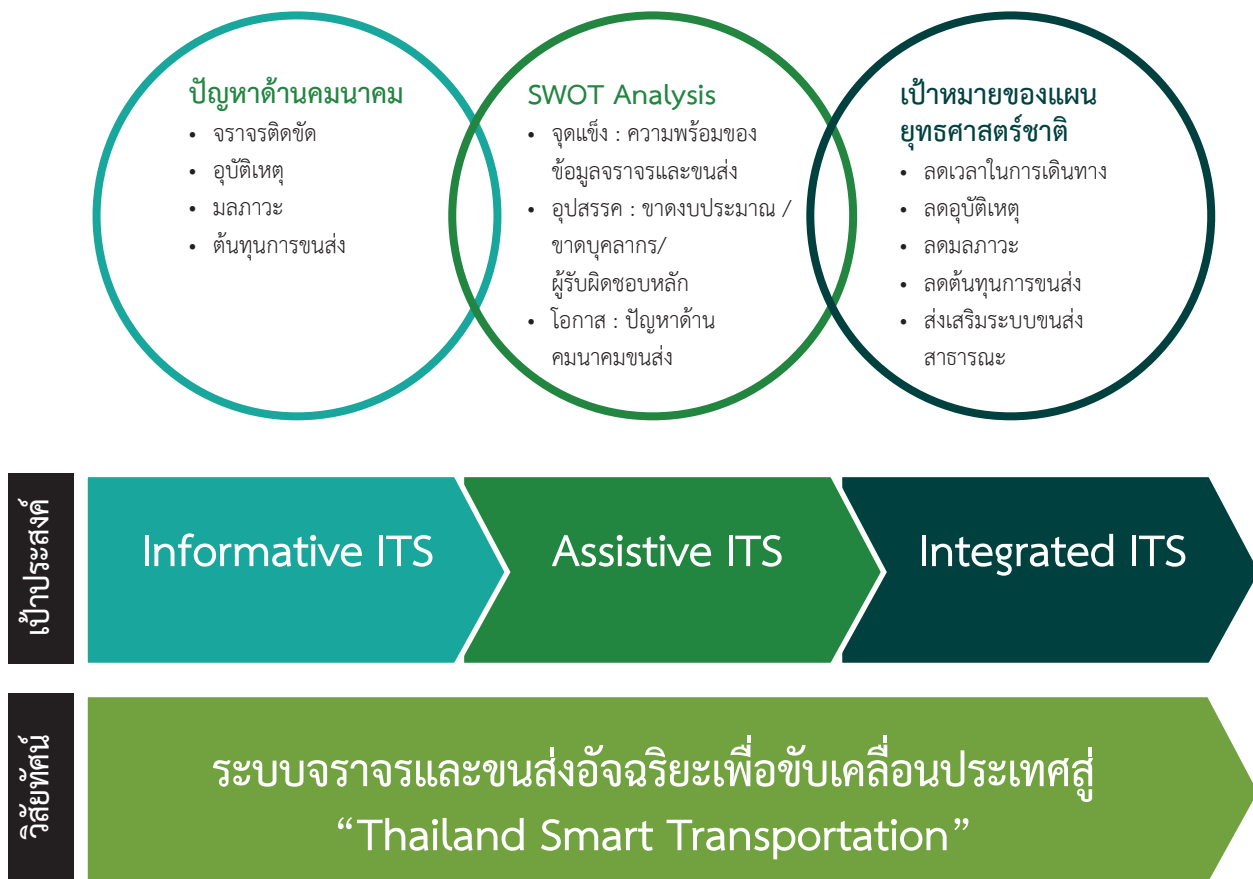 ปัญหาด้านคมนาคม
• จราจรติดขัด
• อุบัติเหตุ
• มลภาวะ
• ต้นทุนการขนส่ง
SWOT Analysis
• จุดแข็ง : ความพร้อมของ
ข้อมูลจราจรและขนส่ง
• อุปสรรค : ขาดงบประมาณ /
ขาดบุคลากร/
ผู้รับผิดชอบหลัก
• โอกาส : ปัญหาด้าน
คมนาคมขนส่ง
เป้าหมายของแผน
ยุทธศาสตร์ชาติ
• ลดเวลาในการเดินทาง
• ลดอุบัติเหตุ
• ลดมลภาวะ
• ลดต้นทุนการขนส่ง
• ส่งเสริมระบบขนส่ง
สาธารณะ
เป้าประสงค์
Informative ITS
Assistive ITS
Integrated ITS
วิสัยทัศน์
ระบบจราจรและขนส่งอัจฉริยะเพื่อขับเคลื่อนประเทศสู่
“Thailand Smart Transportation”